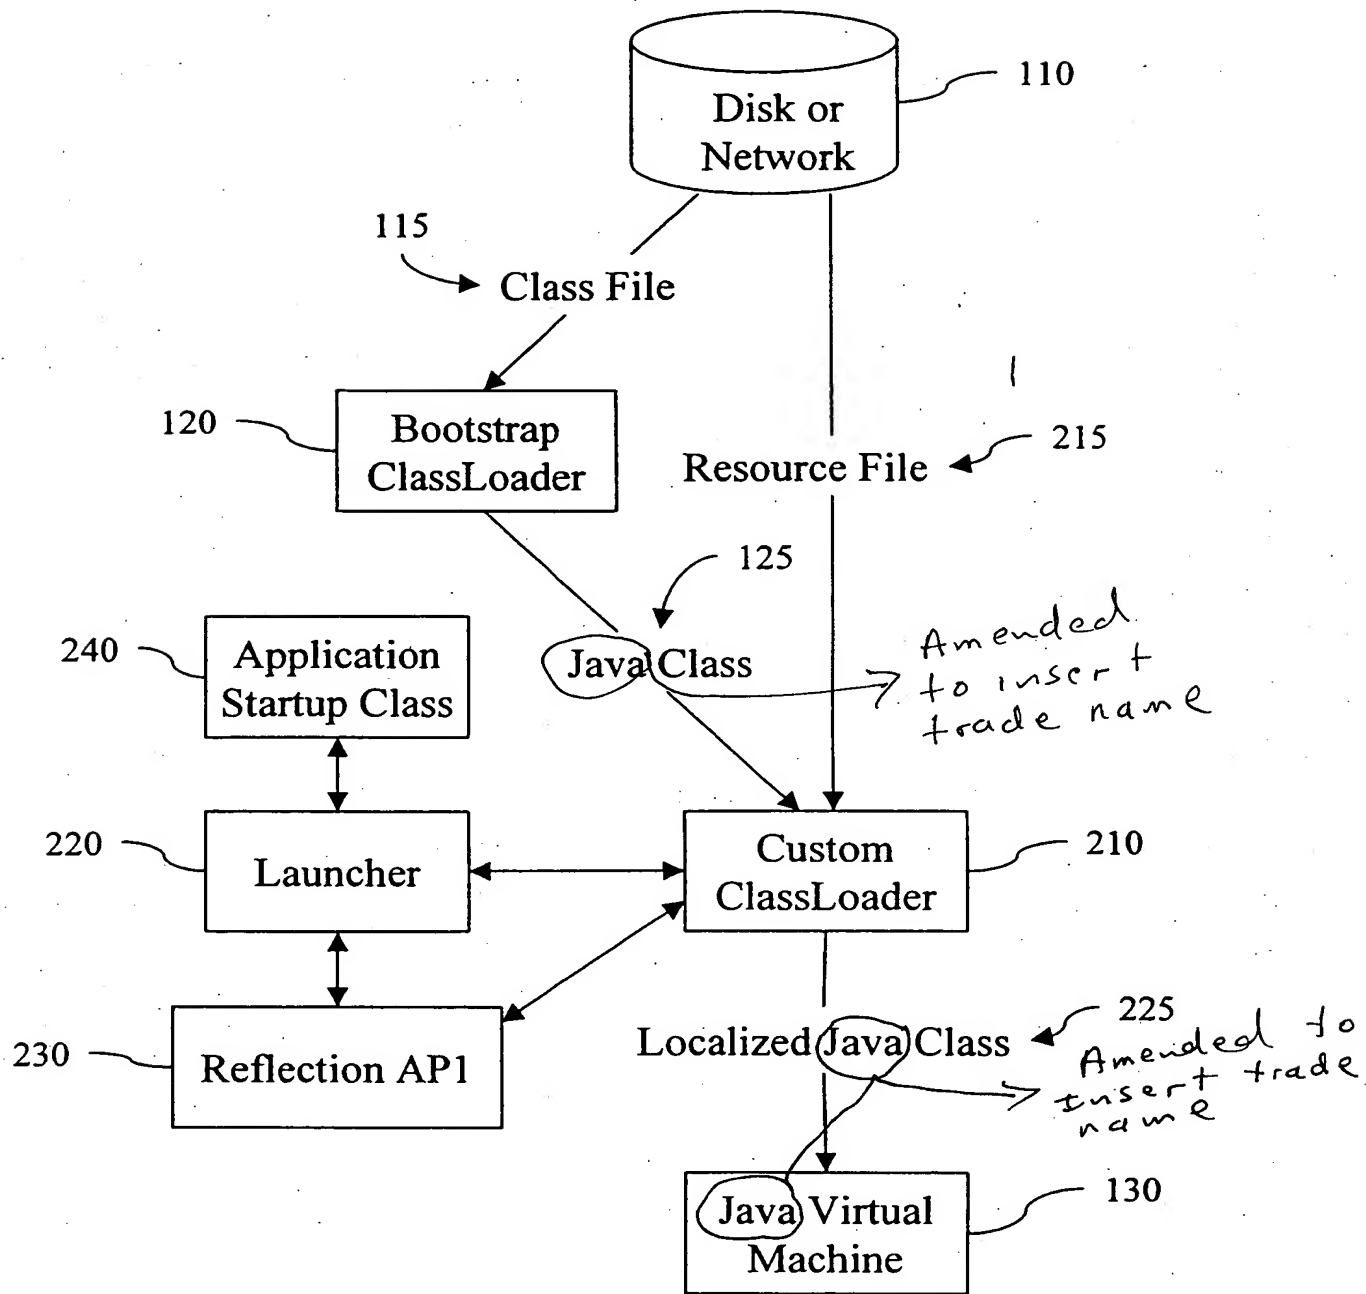 110
Disk or
Network
115
Class File
120
Bootstrap
ClassLoader
215
Resource File
125
Java Class
Amended
to insert
trade name
240
Application
Startup Class
220
Launcher
Custom
ClassLoader
210
230
Reflection AP1
Localized Java Class
225
Amended to
Insert trade
name
Java Virtual
Machine
130